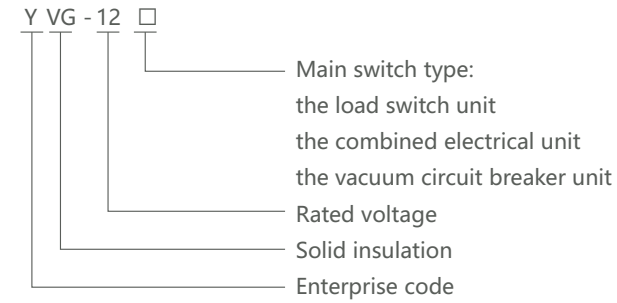 Y VG - 12 □
Main switch type:
the load switch unit
the combined electrical unit
the vacuum circuit breaker unit
Rated voltage
Solid insulation
Enterprise code